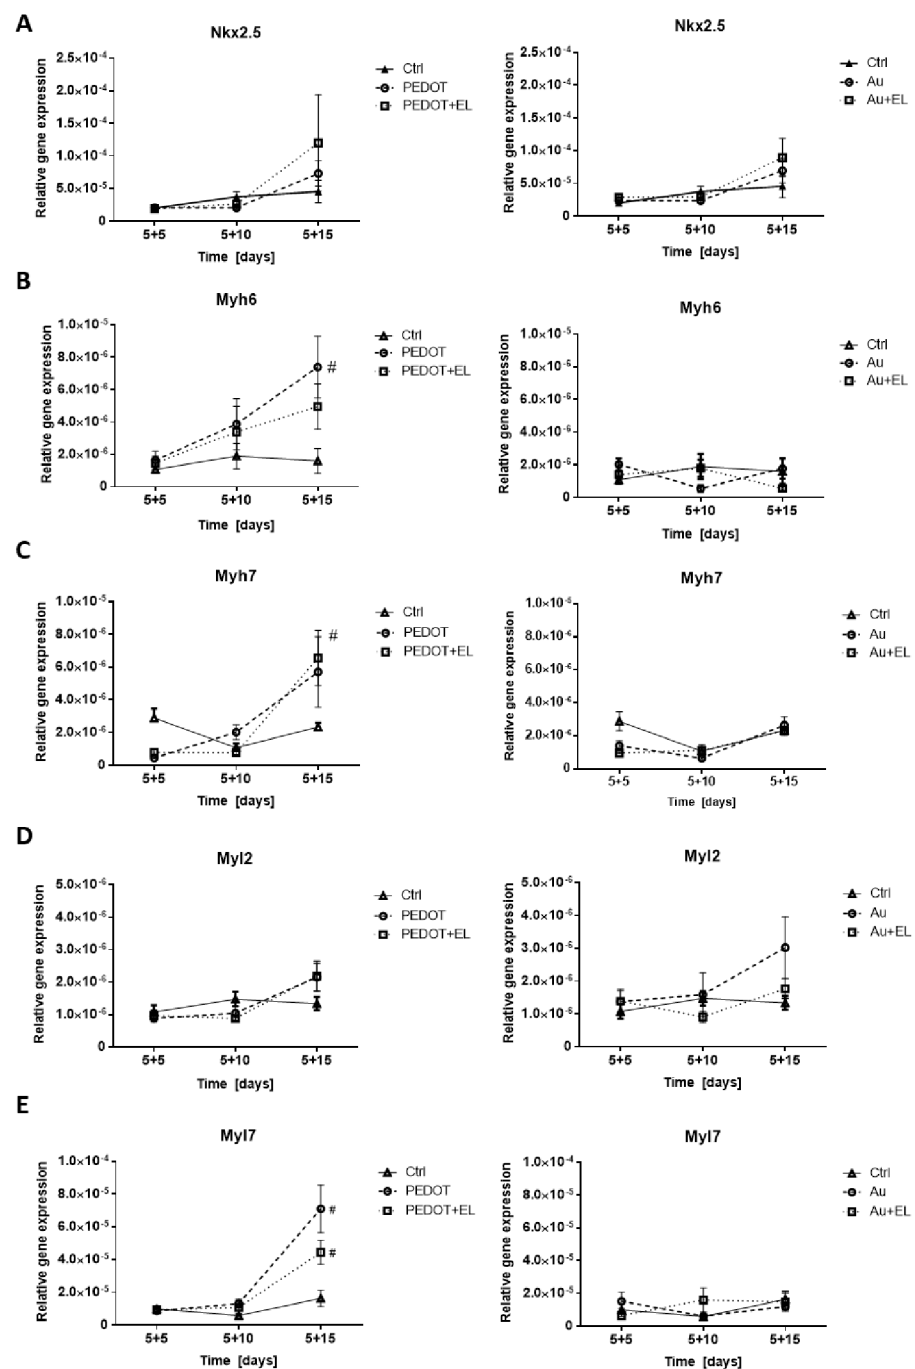 A
Nkx2.5
Relative gene expression
2.5×10-4
2.0×10-4
1.5×10-4
1.0×10-4
5.0×10-5
0
5+5 5+10 5+15
Time [days]
Ctrl
PEDOT
PEDOT+EL
Nkx2.5
Relative gene expression
2.5×10-4
2.0×10-4
1.5×10-4
1.0×10-4
5.0×10-5
0
5+5 5+10 5+15
Time [days]
Ctrl
Au
Au+EL
B
Myh6
Relative gene expression
1.0×10-5
8.0×10-6
6.0×10-6
4.0×10-6
2.0×10-6
0
5+5 5+10 5+15
Time [days]
#
Ctrl
PEDOT
PEDOT+EL
Myh6
Relative gene expression
1.0×10-5
8.0×10-6
6.0×10-6
4.0×10-6
2.0×10-6
0
5+5 5+10 5+15
Time [days]
Ctrl
Au
Au+EL
C
Myh7
Relative gene expression
1.0×10-5
8.0×10-6
6.0×10-6
4.0×10-6
2.0×10-6
0
5+5 5+10 5+15
Time [days]
#
Ctrl
PEDOT
PEDOT+EL
Myh7
Relative gene expression
1.0×10-5
8.0×10-6
6.0×10-6
4.0×10-6
2.0×10-6
0
5+5 5+10 5+15
Time [days]
Ctrl
Au
Au+EL
D
Myl2
Relative gene expression
5.0×10-6
4.0×10-6
3.0×10-6
2.0×10-6
1.0×10-6
0
5+5 5+10 5+15
Time [days]
Ctrl
PEDOT
PEDOT+EL
Myl2
Relative gene expression
5.0×10-6
4.0×10-6
3.0×10-6
2.0×10-6
1.0×10-6
0
5+5 5+10 5+15
Time [days]
Ctrl
Au
Au+EL
E
Myl7
Relative gene expression
1.0×10-4
8.0×10-5
6.0×10-5
4.0×10-5
2.0×10-5
0
5+5 5+10 5+15
Time [days]
#
#
Ctrl
PEDOT
PEDOT+EL
Myl7
Relative gene expression
1.0×10-4
8.0×10-5
6.0×10-5
4.0×10-5
2.0×10-5
0
5+5 5+10 5+15
Time [days]
Ctrl
Au
Au+EL